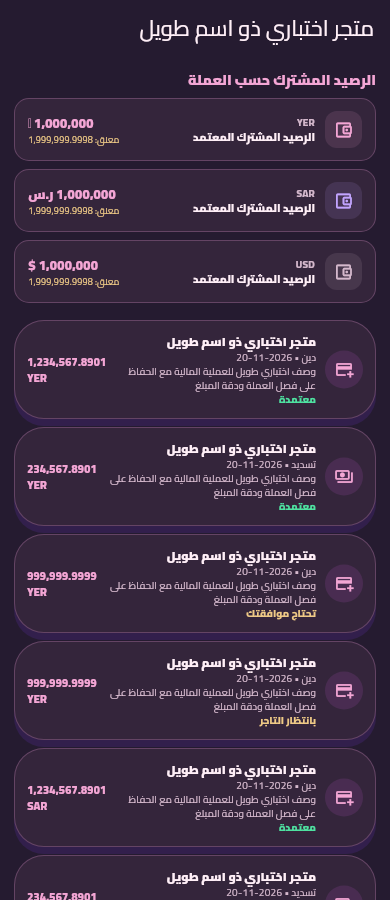 متجر اختباري ذو اسم طويل
الرصيد المشترك حسب العملة
YER
1,000,000
الرصيد المشترك المعتمد
معلق: 1,999,999.9998
SAR
1,000,000 ر.س
الرصيد المشترك المعتمد
معلق: 1,999,999.9998
USD
1,000,000 $
الرصيد المشترك المعتمد
معلق: 1,999,999.9998
متجر اختباري ذو اسم طويل
دين • 2026-11-20
وصف اختباري طويل للعملية المالية مع الحفاظ
على فصل العملة ودقة المبلغ
معتمدة
1,234,567.8901
YER
متجر اختباري ذو اسم طويل
تسديد • 2026-11-20
وصف اختباري طويل للعملية المالية مع الحفاظ على
فصل العملة ودقة المبلغ
معتمدة
234,567.8901
YER
متجر اختباري ذو اسم طويل
دين • 2026-11-20
وصف اختباري طويل للعملية المالية مع الحفاظ على
فصل العملة ودقة المبلغ
تحتاج موافقتك
999,999.9999
YER
متجر اختباري ذو اسم طويل
دين • 2026-11-20
وصف اختباري طويل للعملية المالية مع الحفاظ على
فصل العملة ودقة المبلغ
بانتظار التاجر
999,999.9999
YER
متجر اختباري ذو اسم طويل
دين • 2026-11-20
وصف اختباري طويل للعملية المالية مع الحفاظ
على فصل العملة ودقة المبلغ
معتمدة
1,234,567.8901
SAR
متجر اختباري ذو اسم طويل
تسديد • 2026-11-20
234,567.8901